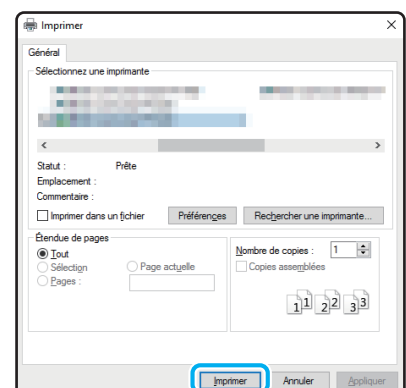 Imprimer
Général
Sélectionnez une imprimante
Statut : Prête
Emplacement :
Commentaire :
Imprimer dans un fichier Préférences Rechercher une imprimante...
Étendue de pages
Tout
Sélection Page actuelle
Pages :
Nombre de copies : 1
Copies assemblées
1 1 2 2 3 3
Imprimer Annuler Appliquer